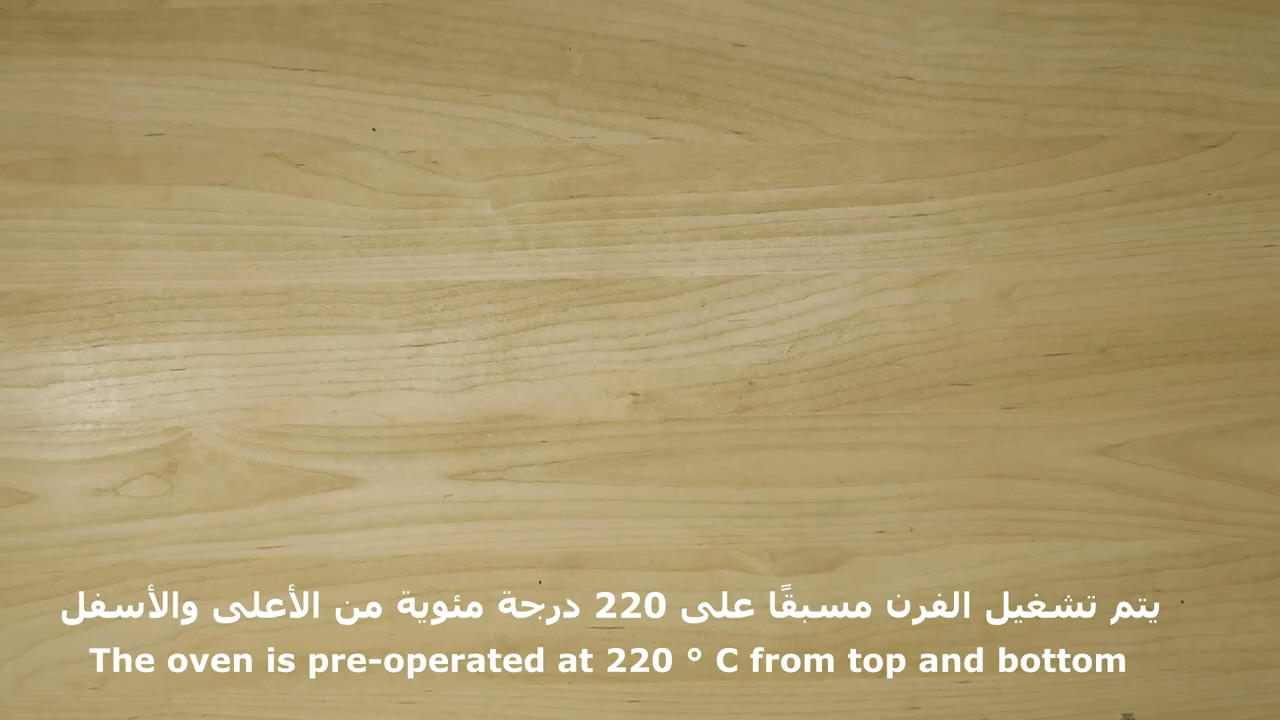 يتم تشغيل الفرن مسبقًا على 220 درجة مئوية من الأعلى والأسفل
The oven is pre-operated at 220 ° C from top and bottom